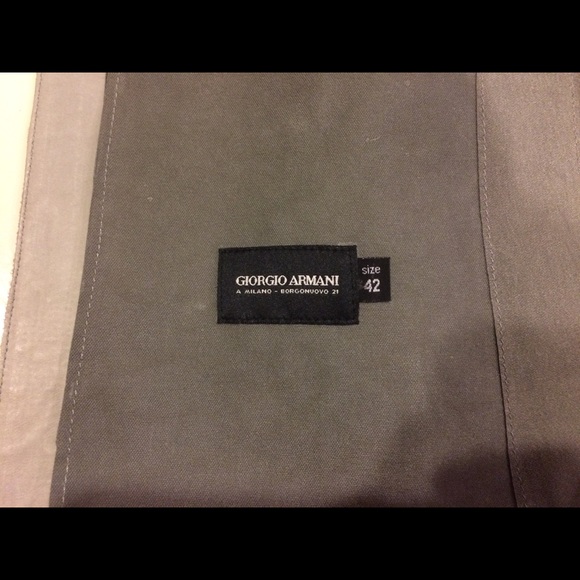 GIORGIO ARMANI
A MILANO - BORGONUOVO 21
size
42